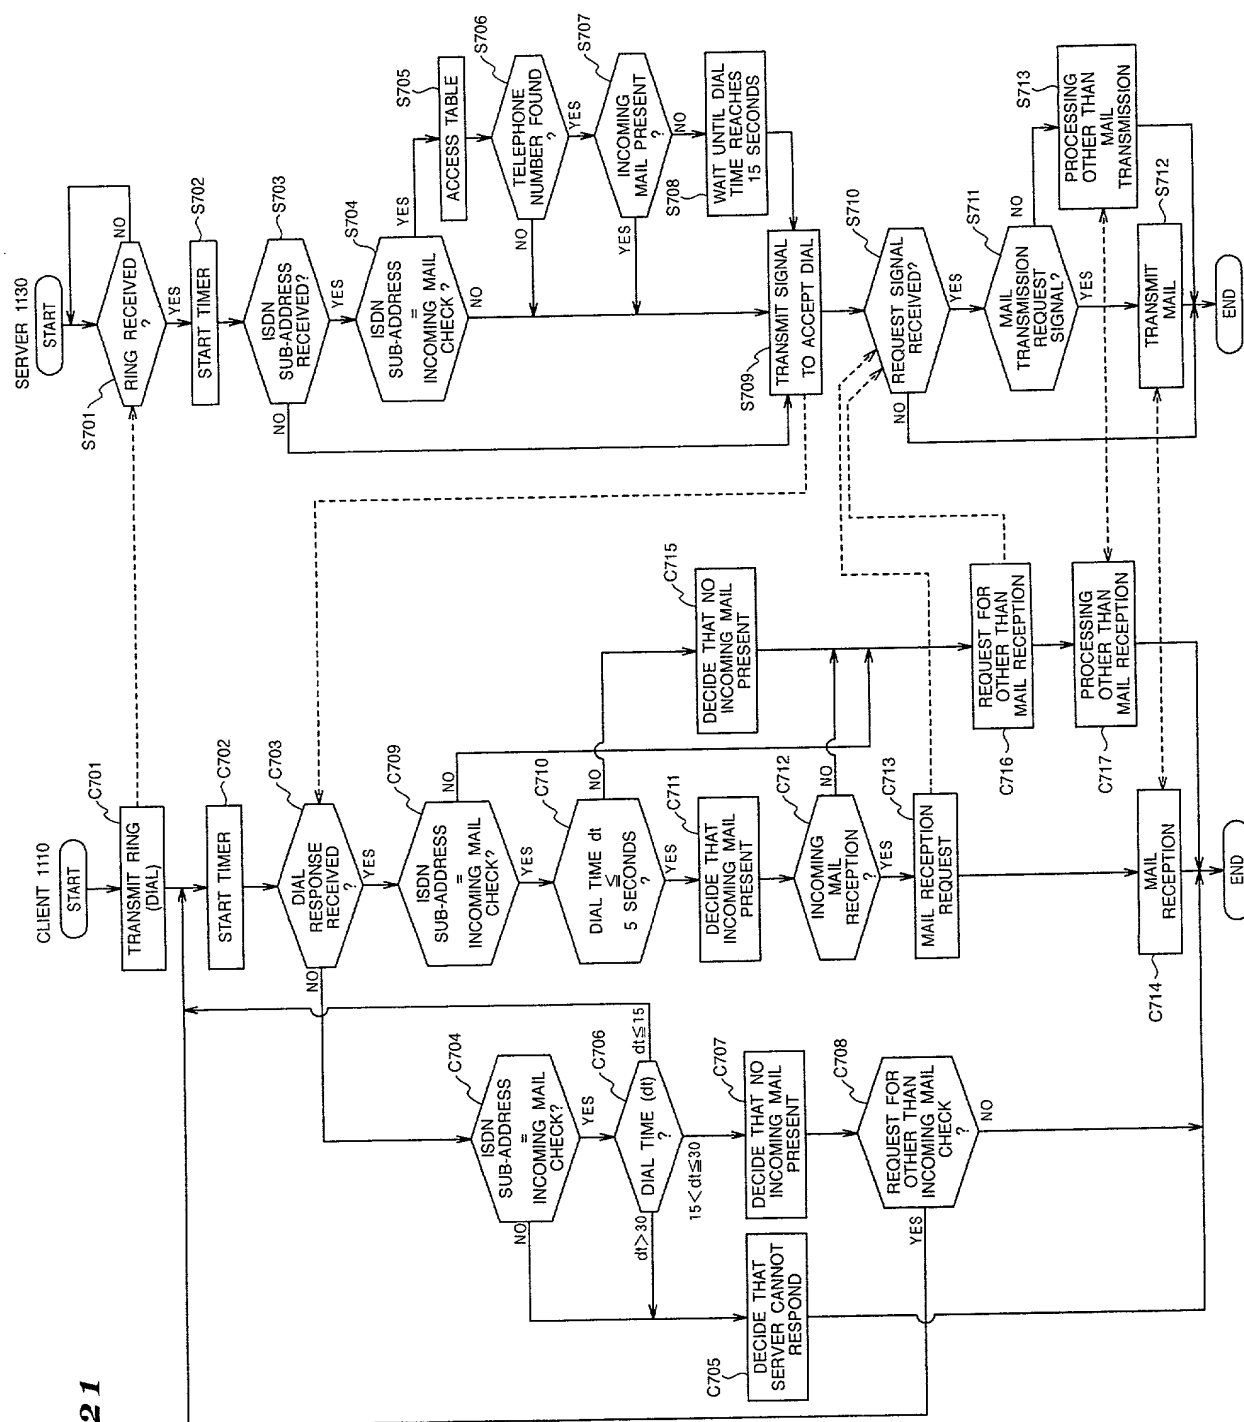 21
CLIENT 1110
START
C701
TRANSMIT RING
(DIAL)
C702
START TIMER
C703
DIAL
RESPONSE
RECEIVED
?
NO
YES
C704
ISDN
SUB-ADDRESS
=
INCOMING MAIL
CHECK?
NO
YES
C706
DIAL TIME (dt)
?
dt≦15
dt>30
15<dt≦30
C705
DECIDE THAT
SERVER CANNOT
RESPOND
C707
DECIDE THAT NO
INCOMING MAIL
PRESENT
C708
REQUEST FOR
OTHER THAN
INCOMING MAIL
CHECK
?
YES
NO
C709
ISDN
SUB-ADDRESS
=
INCOMING MAIL
CHECK?
NO
YES
C710
DIAL TIME dt
≦
5 SECONDS
?
NO
YES
C711
DECIDE THAT
INCOMING MAIL
PRESENT
C712
INCOMING
MAIL
RECEPTION
?
NO
YES
C713
MAIL RECEPTION
REQUEST
C714
MAIL
RECEPTION
END
C715
DECIDE THAT NO
INCOMING MAIL
PRESENT
C716
REQUEST FOR
OTHER THAN
MAIL RECEPTION
C717
PROCESSING
OTHER THAN
MAIL RECEPTION
SERVER 1130
START
S701
RING RECEIVED
?
NO
YES
S702
START TIMER
S703
ISDN
SUB-ADDRESS
RECEIVED?
NO
YES
S704
ISDN
SUB-ADDRESS
=
INCOMING MAIL
CHECK ?
YES
NO
S705
ACCESS TABLE
S706
TELEPHONE
NUMBER FOUND
?
NO
YES
S707
INCOMING
MAIL PRESENT
?
YES
NO
S708
WAIT UNTIL DIAL
TIME REACHES
15 SECONDS
S709
TRANSMIT SIGNAL
TO ACCEPT DIAL
S710
REQUEST SIGNAL
RECEIVED?
NO
YES
S711
MAIL
TRANSMISSION
REQUEST
SIGNAL?
NO
YES
S712
TRANSMIT
MAIL
S713
PROCESSING
OTHER THAN
MAIL
TRANSMISSION
END